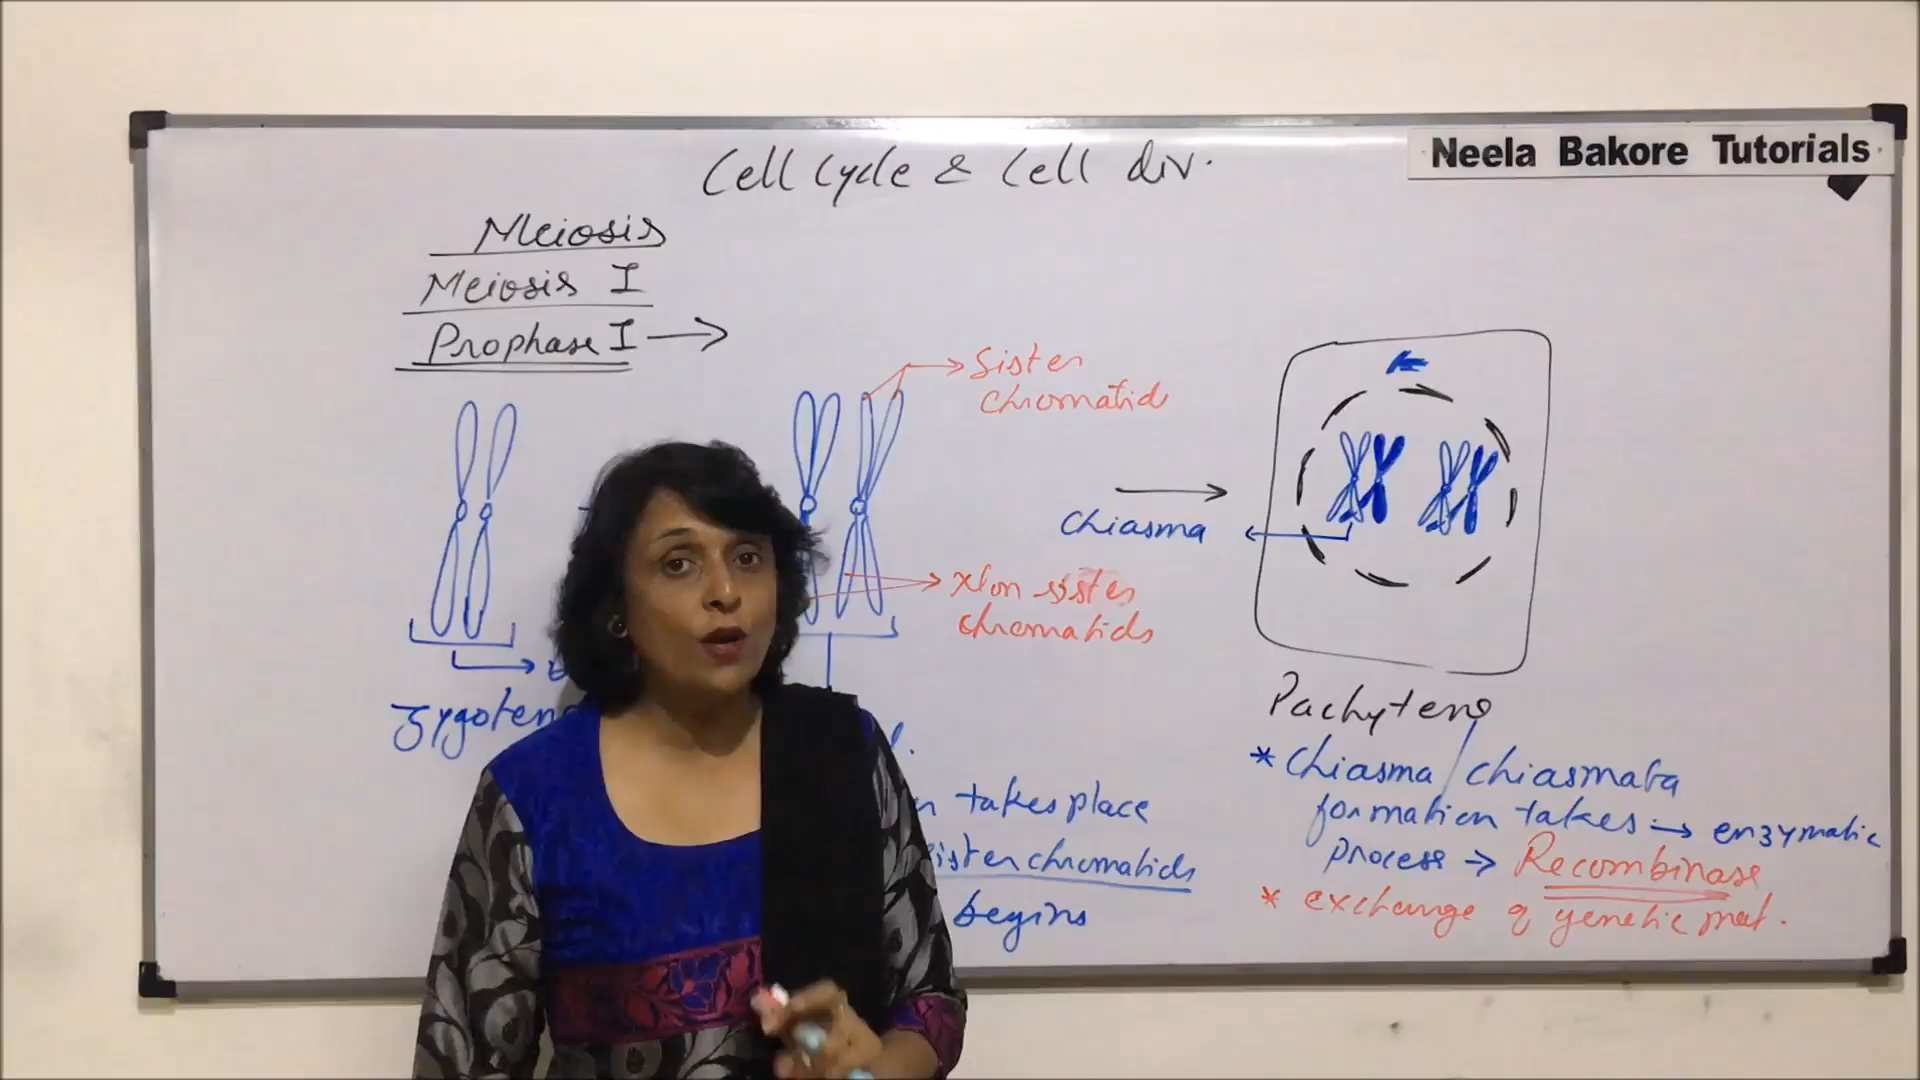 Cell Cycle & Cell div.
Neela Bakore Tutorials
Meiosis
Meiosis I
Prophase I →
Sister
chromatid
Chiasma
Non sister
chromatids
Zygoten
Pachytene
* Chiasma / chiasmata
formation takes → enzymatic
process → Recombinase
* exchange of genetic mat.
takes place
sister chromatids
begins